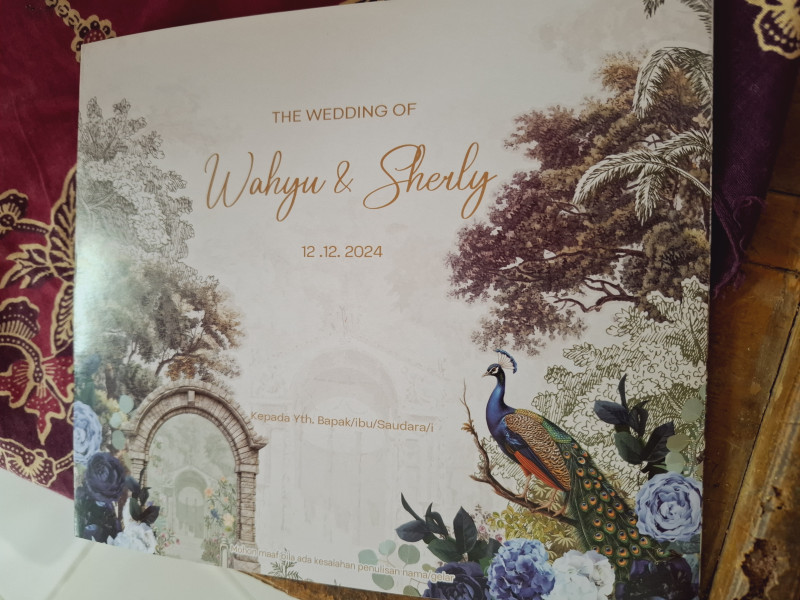 THE WEDDING OF
Wahyu & Sherly
12 .12. 2024
Kepada Yth. Bapak/ibu/Saudara/i
Mohon maaf bila ada kesalahan penulisan nama/gelar